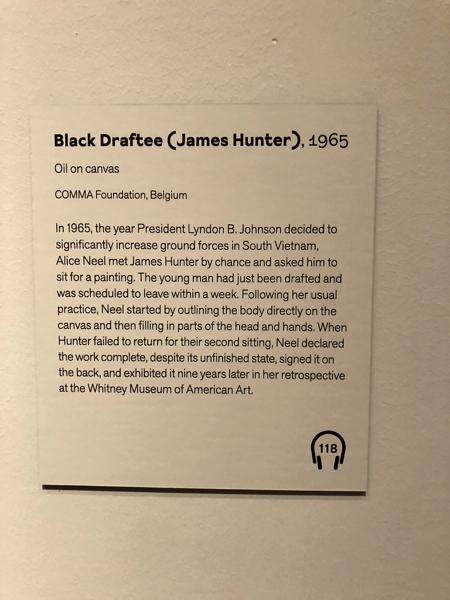 Black Draftee (James Hunter), 1965
Oil on canvas
COMMA Foundation, Belgium
In 1965, the year President Lyndon B. Johnson decided to
significantly increase ground forces in South Vietnam,
Alice Neel met James Hunter by chance and asked him to
sit for a painting. The young man had just been drafted and
was scheduled to leave within a week. Following her usual
practice, Neel started by outlining the body directly on the
canvas and then filling in parts of the head and hands. When
Hunter failed to return for their second sitting, Neel declared
the work complete, despite its unfinished state, signed it on
the back, and exhibited it nine years later in her retrospective
at the Whitney Museum of American Art.
118